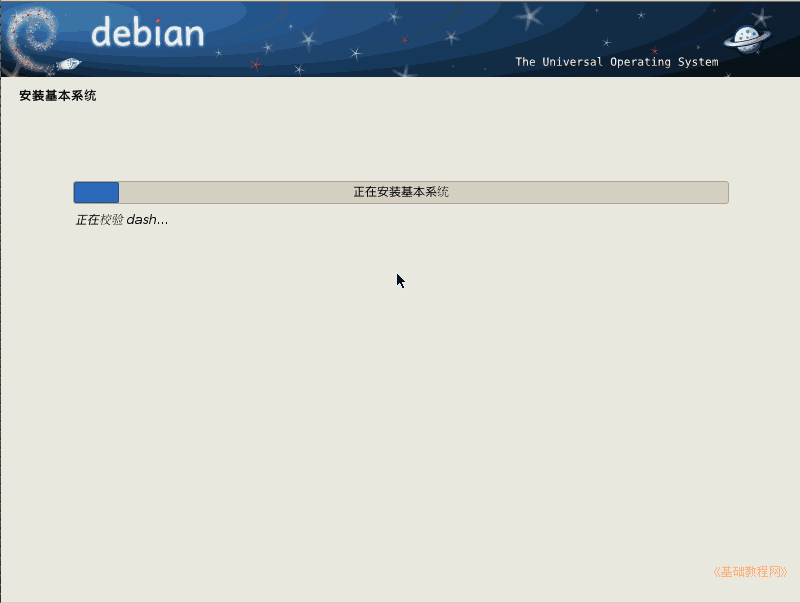 debian
The Universal Operating System
安装基本系统
正在安装基本系统
正在校验 dash...
《基础教程网》